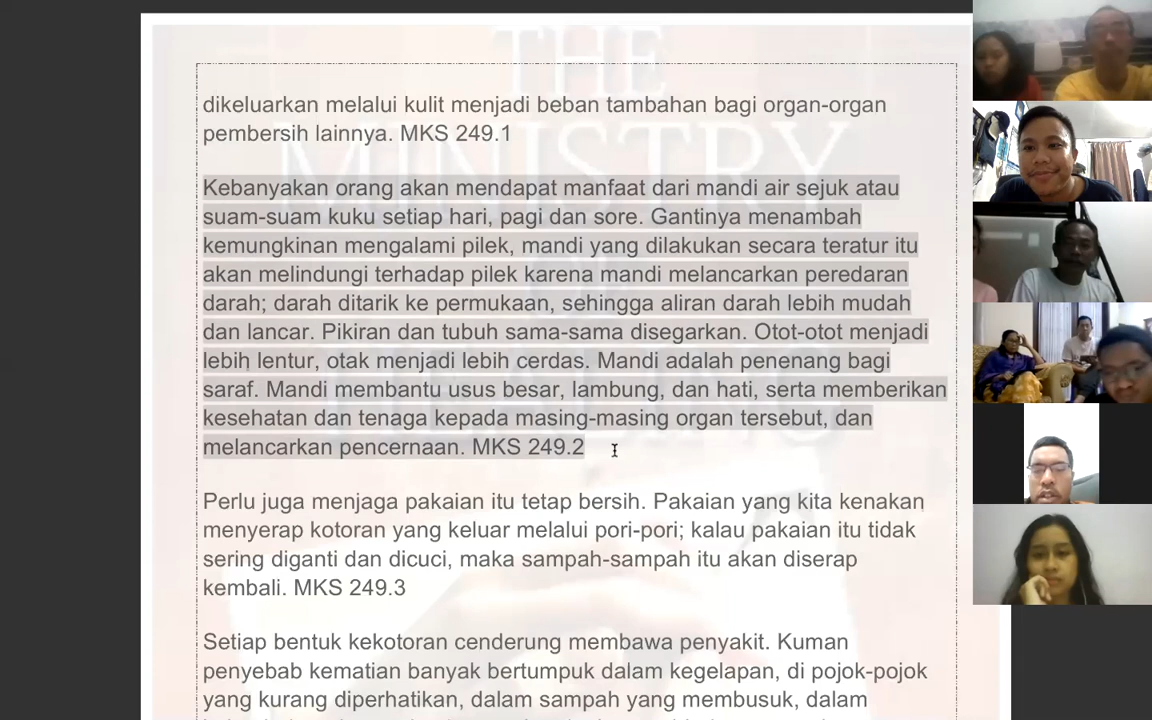 THE
MINISTRY
dikeluarkan melalui kulit menjadi beban tambahan bagi organ-organ
pembersih lainnya. MKS 249.1
Kebanyakan orang akan mendapat manfaat dari mandi air sejuk atau
suam-suam kuku setiap hari, pagi dan sore. Gantinya menambah
kemungkinan mengalami pilek, mandi yang dilakukan secara teratur itu
akan melindungi terhadap pilek karena mandi melancarkan peredaran
darah; darah ditarik ke permukaan, sehingga aliran darah lebih mudah
dan lancar. Pikiran dan tubuh sama-sama disegarkan. Otot-otot menjadi
lebih lentur, otak menjadi lebih cerdas. Mandi adalah penenang bagi
saraf. Mandi membantu usus besar, lambung, dan hati, serta memberikan
kesehatan dan tenaga kepada masing-masing organ tersebut, dan
melancarkan pencernaan. MKS 249.2
Perlu juga menjaga pakaian itu tetap bersih. Pakaian yang kita kenakan
menyerap kotoran yang keluar melalui pori-pori; kalau pakaian itu tidak
sering diganti dan dicuci, maka sampah-sampah itu akan diserap
kembali. MKS 249.3
Setiap bentuk kekotoran cenderung membawa penyakit. Kuman
penyebab kematian banyak bertumpuk dalam kegelapan, di pojok-pojok
yang kurang diperhatikan, dalam sampah yang membusuk, dalam